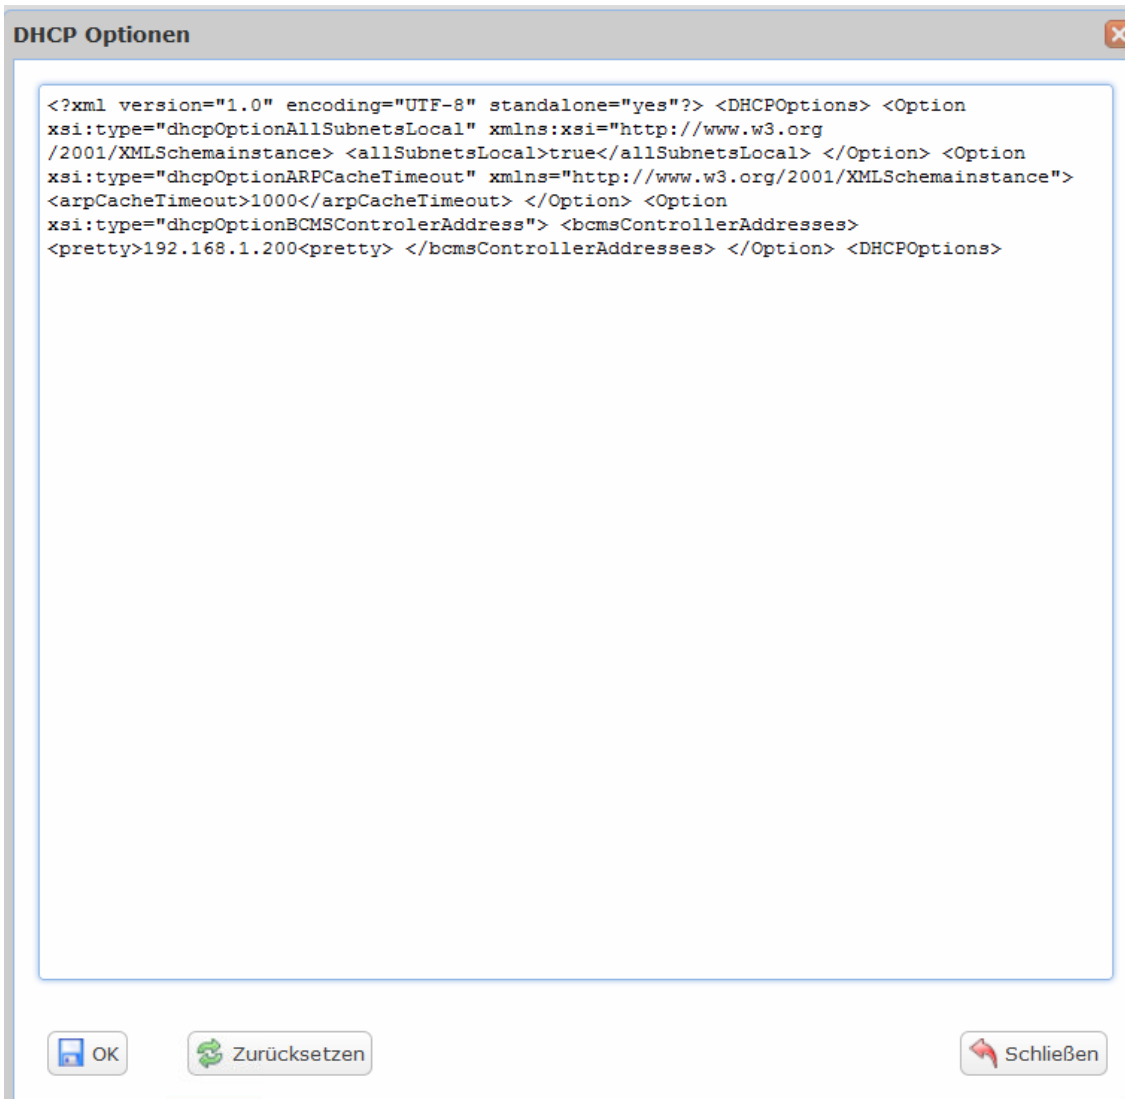 DHCP Optionen
<?xml version="1.0" encoding="UTF-8" standalone="yes"?> <DHCPOptions> <Option
xsi:type="dhcpOptionAllSubnetsLocal" xmlns:xsi="http://www.w3.org
/2001/XMLSchemainstance> <allSubnetsLocal>true</allSubnetsLocal> </Option> <Option
xsi:type="dhcpOptionARPCacheTimeout" xmlns="http://www.w3.org/2001/XMLSchemainstance">
<arpCacheTimeout>1000</arpCacheTimeout> </Option> <Option
xsi:type="dhcpOptionBCMSControlerAddress"> <bcmsControllerAddresses>
<pretty>192.168.1.200<pretty> </bcmsControllerAddresses> </Option> <DHCPOptions>
OK
Zurücksetzen
Schließen